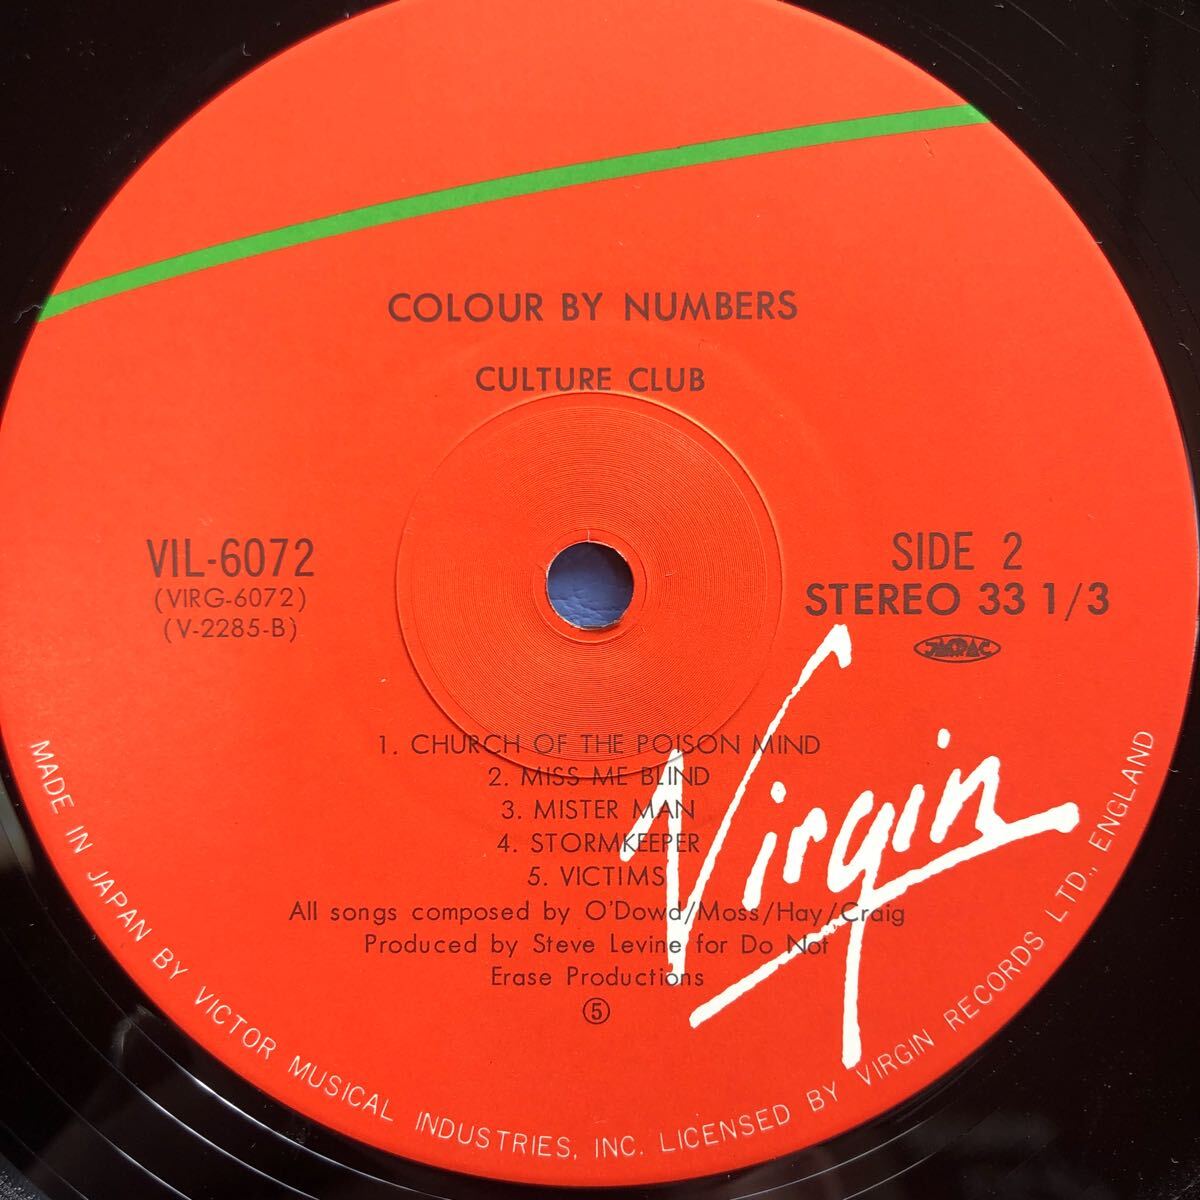 COLOUR BY NUMBERS
CULTURE CLUB
VIL-6072
(VIRG-6072)
(V-2285-B)
SIDE 2
STEREO 33 1/3
JASRAC
1. CHURCH OF THE POISON MIND
2. MISS ME BLIND
3. MISTER MAN
4. STORMKEEPER
5. VICTIMS
Virgin
All songs composed by O'Dowd/Moss/Hay/Craig
Produced by Steve Levine for Do Not
Erase Productions
⑤
MADE IN JAPAN BY VICTOR MUSICAL INDUSTRIES, INC. LICENSED BY VIRGIN RECORDS LTD., ENGLAND